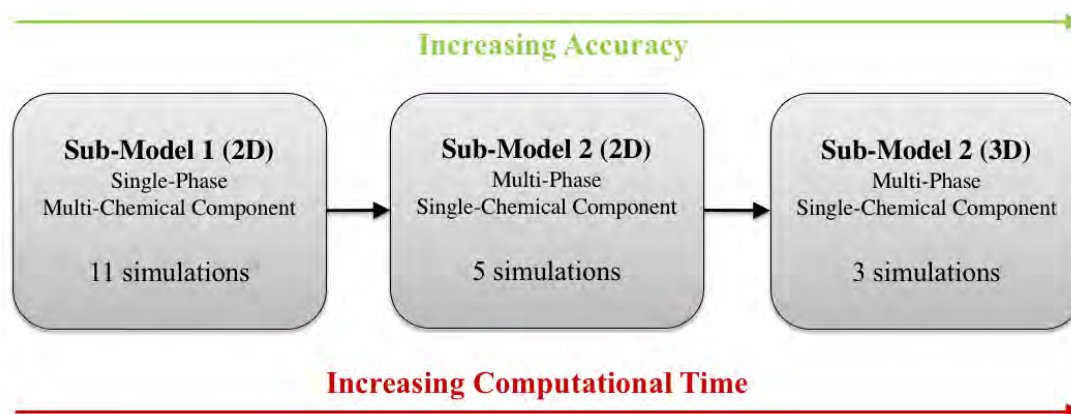 Increasing Accuracy
Sub-Model 1 (2D)
Single-Phase
Multi-Chemical Component
11 simulations
Sub-Model 2 (2D)
Multi-Phase
Single-Chemical Component
5 simulations
Sub-Model 2 (3D)
Multi-Phase
Single-Chemical Component
3 simulations
Increasing Computational Time